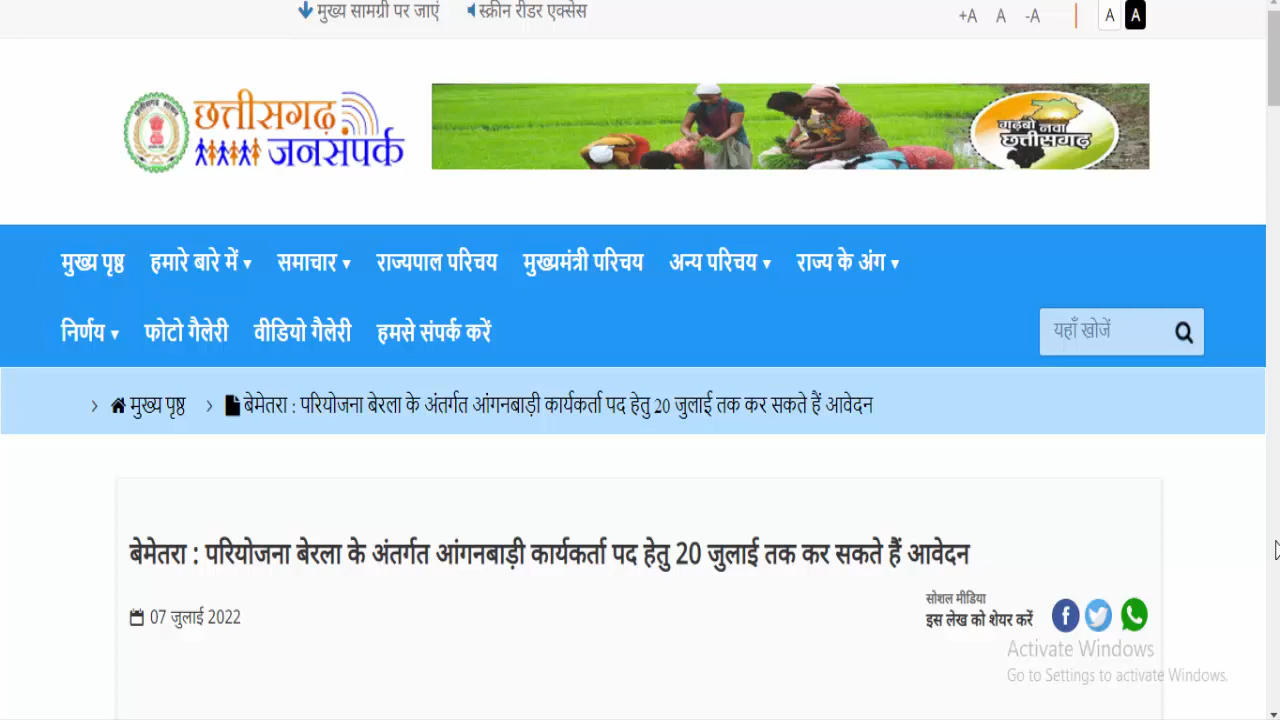 मुख्य सामग्री पर जाएं स्क्रीन रीडर एक्सेस +A A -A A A
छत्तीसगढ़
जनसंपर्क
गढ़बो नवा
छत्तीसगढ़
मुख्य पृष्ठ हमारे बारे में ▾ समाचार ▾ राज्यपाल परिचय मुख्यमंत्री परिचय अन्य परिचय ▾ राज्य के अंग ▾
निर्णय ▾ फोटो गैलेरी वीडियो गैलेरी हमसे संपर्क करें यहाँ खोजें
› मुख्य पृष्ठ › बेमेतरा : परियोजना बेरला के अंतर्गत आंगनबाड़ी कार्यकर्ता पद हेतु 20 जुलाई तक कर सकते हैं आवेदन
बेमेतरा : परियोजना बेरला के अंतर्गत आंगनबाड़ी कार्यकर्ता पद हेतु 20 जुलाई तक कर सकते हैं आवेदन
सोशल मीडिया
07 जुलाई 2022 इस लेख को शेयर करें
Activate Windows
Go to Settings to activate Windows.